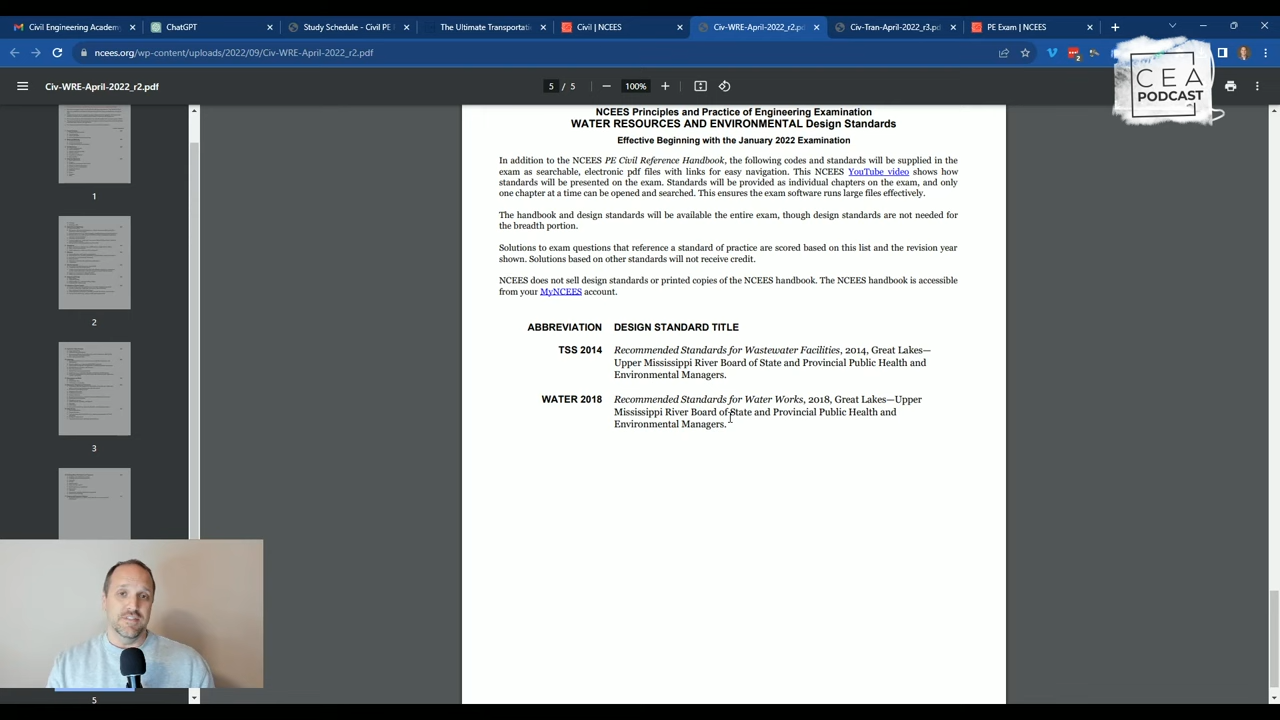 Civil Engineering Academ
ChatGPT
Study Schedule - Civil PE
The Ultimate Transportati
Civil | NCEES
Civ-WRE-April-2022_r2.p
Civ-Tran-April-2022_r3.p
PE Exam | NCEES
ncees.org/wp-content/uploads/2022/09/Civ-WRE-April-2022_r2.pdf
Civ-WRE-April-2022_r2.pdf
5 / 5
100%
CEA
PODCAST
1
2
3
5
NCEES Principles and Practice of Engineering Examination
WATER RESOURCES AND ENVIRONMENTAL Design Standards
Effective Beginning with the January 2022 Examination
In addition to the NCEES PE Civil Reference Handbook, the following codes and standards will be supplied in the
exam as searchable, electronic pdf files with links for easy navigation. This NCEES YouTube video shows how
standards will be presented on the exam. Standards will be provided as individual chapters on the exam, and only
one chapter at a time can be opened and searched. This ensures the exam software runs large files effectively.
The handbook and design standards will be available the entire exam, though design standards are not needed for
the breadth portion.
Solutions to exam questions that reference a standard of practice are scored based on this list and the revision year
shown. Solutions based on other standards will not receive credit.
NCEES does not sell design standards or printed copies of the NCEES handbook. The NCEES handbook is accessible
from your MyNCEES account.
ABBREVIATION DESIGN STANDARD TITLE
TSS 2014 Recommended Standards for Wastewater Facilities, 2014, Great Lakes—
Upper Mississippi River Board of State and Provincial Public Health and
Environmental Managers.
WATER 2018 Recommended Standards for Water Works, 2018, Great Lakes—Upper
Mississippi River Board of State and Provincial Public Health and
Environmental Managers.